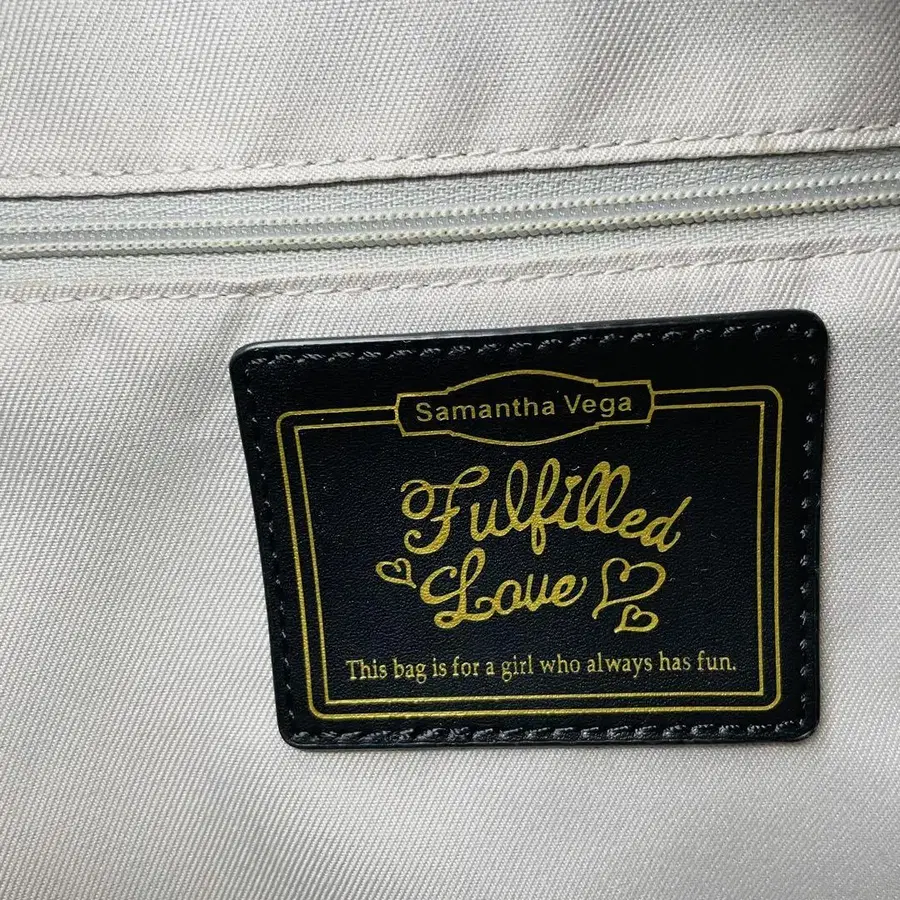 Samantha Vega
Fulfilled
Love
This bag is for a girl who always has fun.